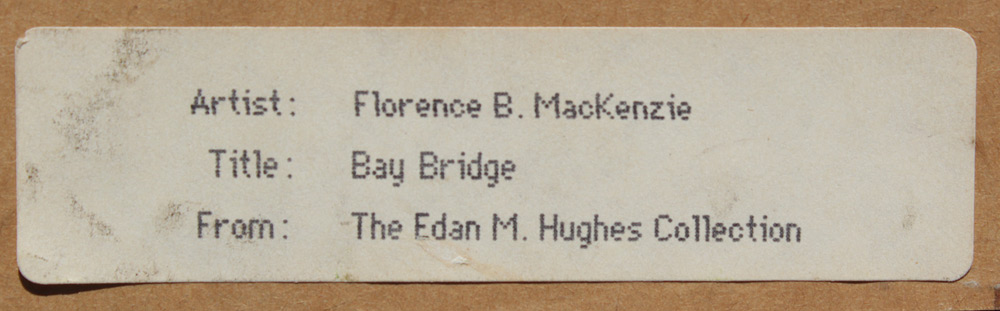 Artist: Florence B. MacKenzie
Title: Bay Bridge
From: The Edan M. Hughes Collection